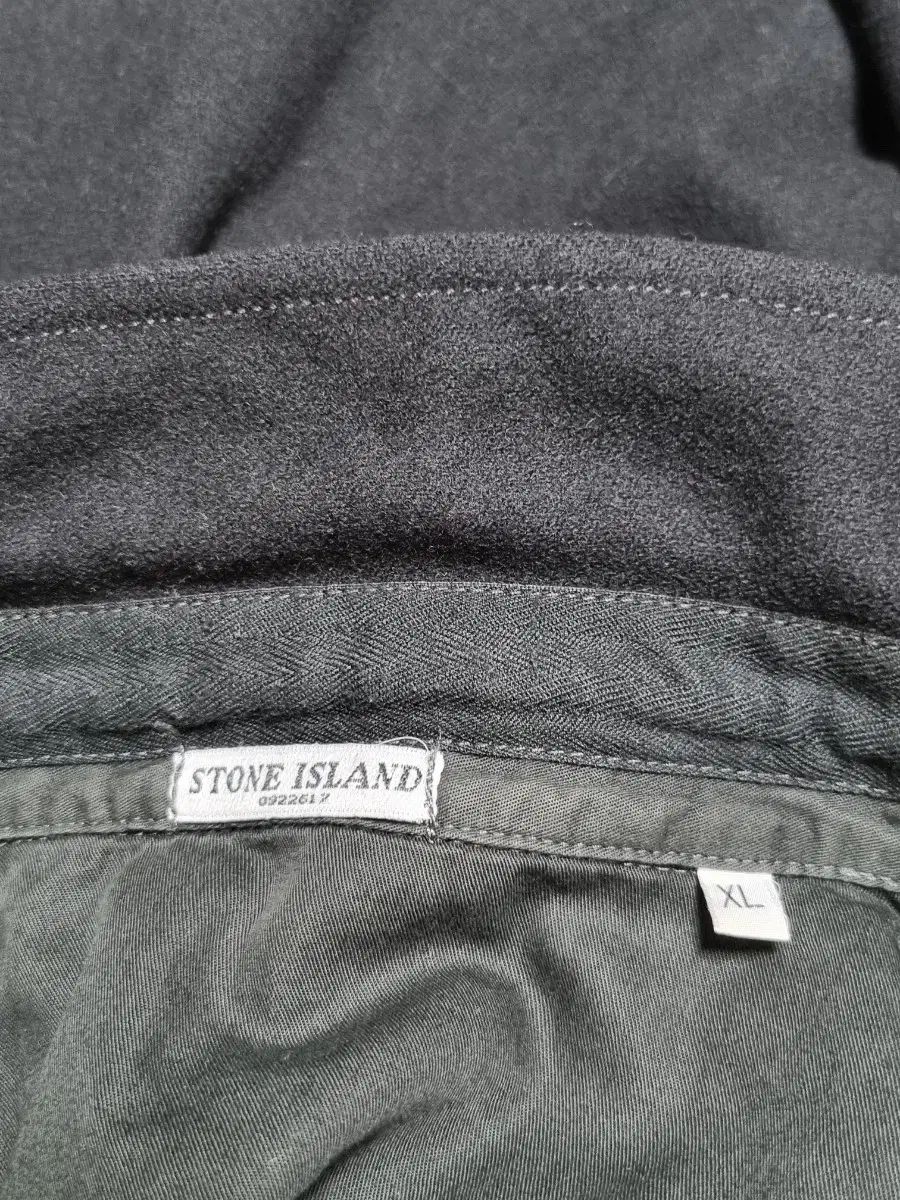 STONE ISLAND
0922617
XL